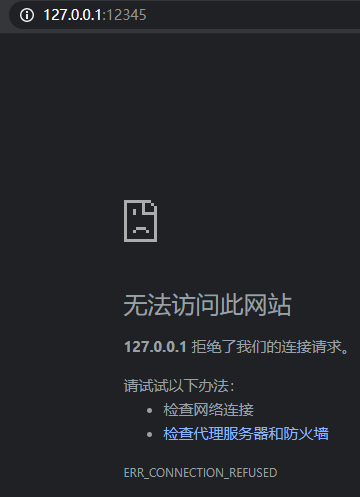 127.0.0.1:12345
无法访问此网站
127.0.0.1 拒绝了我们的连接请求。
请试试以下办法：
• 检查网络连接
• 检查代理服务器和防火墙
ERR_CONNECTION_REFUSED